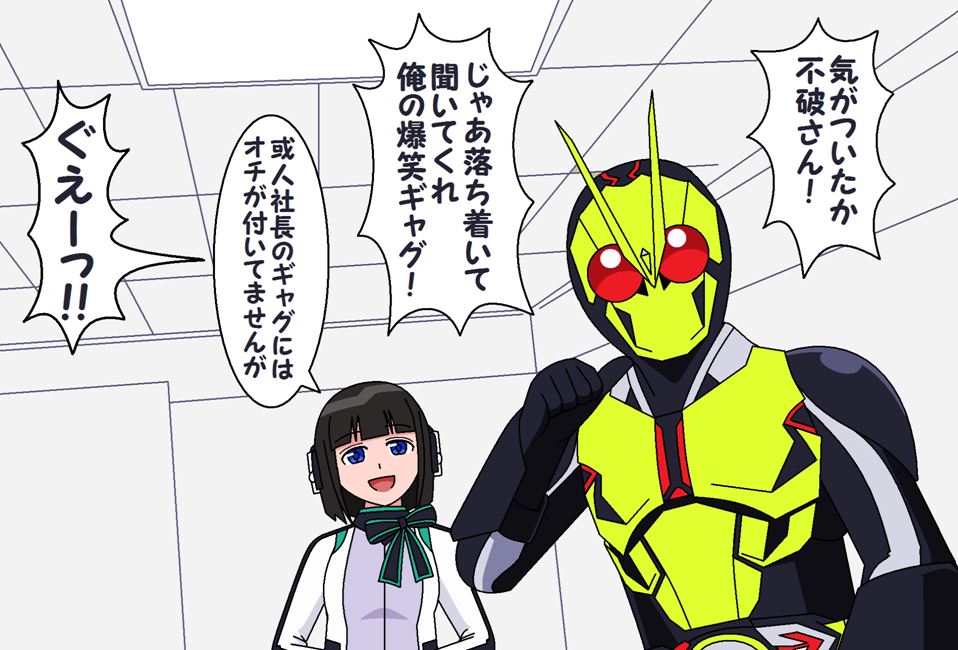 気がついたか
不破さん!
じゃあ落ち着いて
聞いてくれ
俺の爆笑ギャグ!
或人社長のギャグには
オチが付いてませんが
ぐえーっ!!